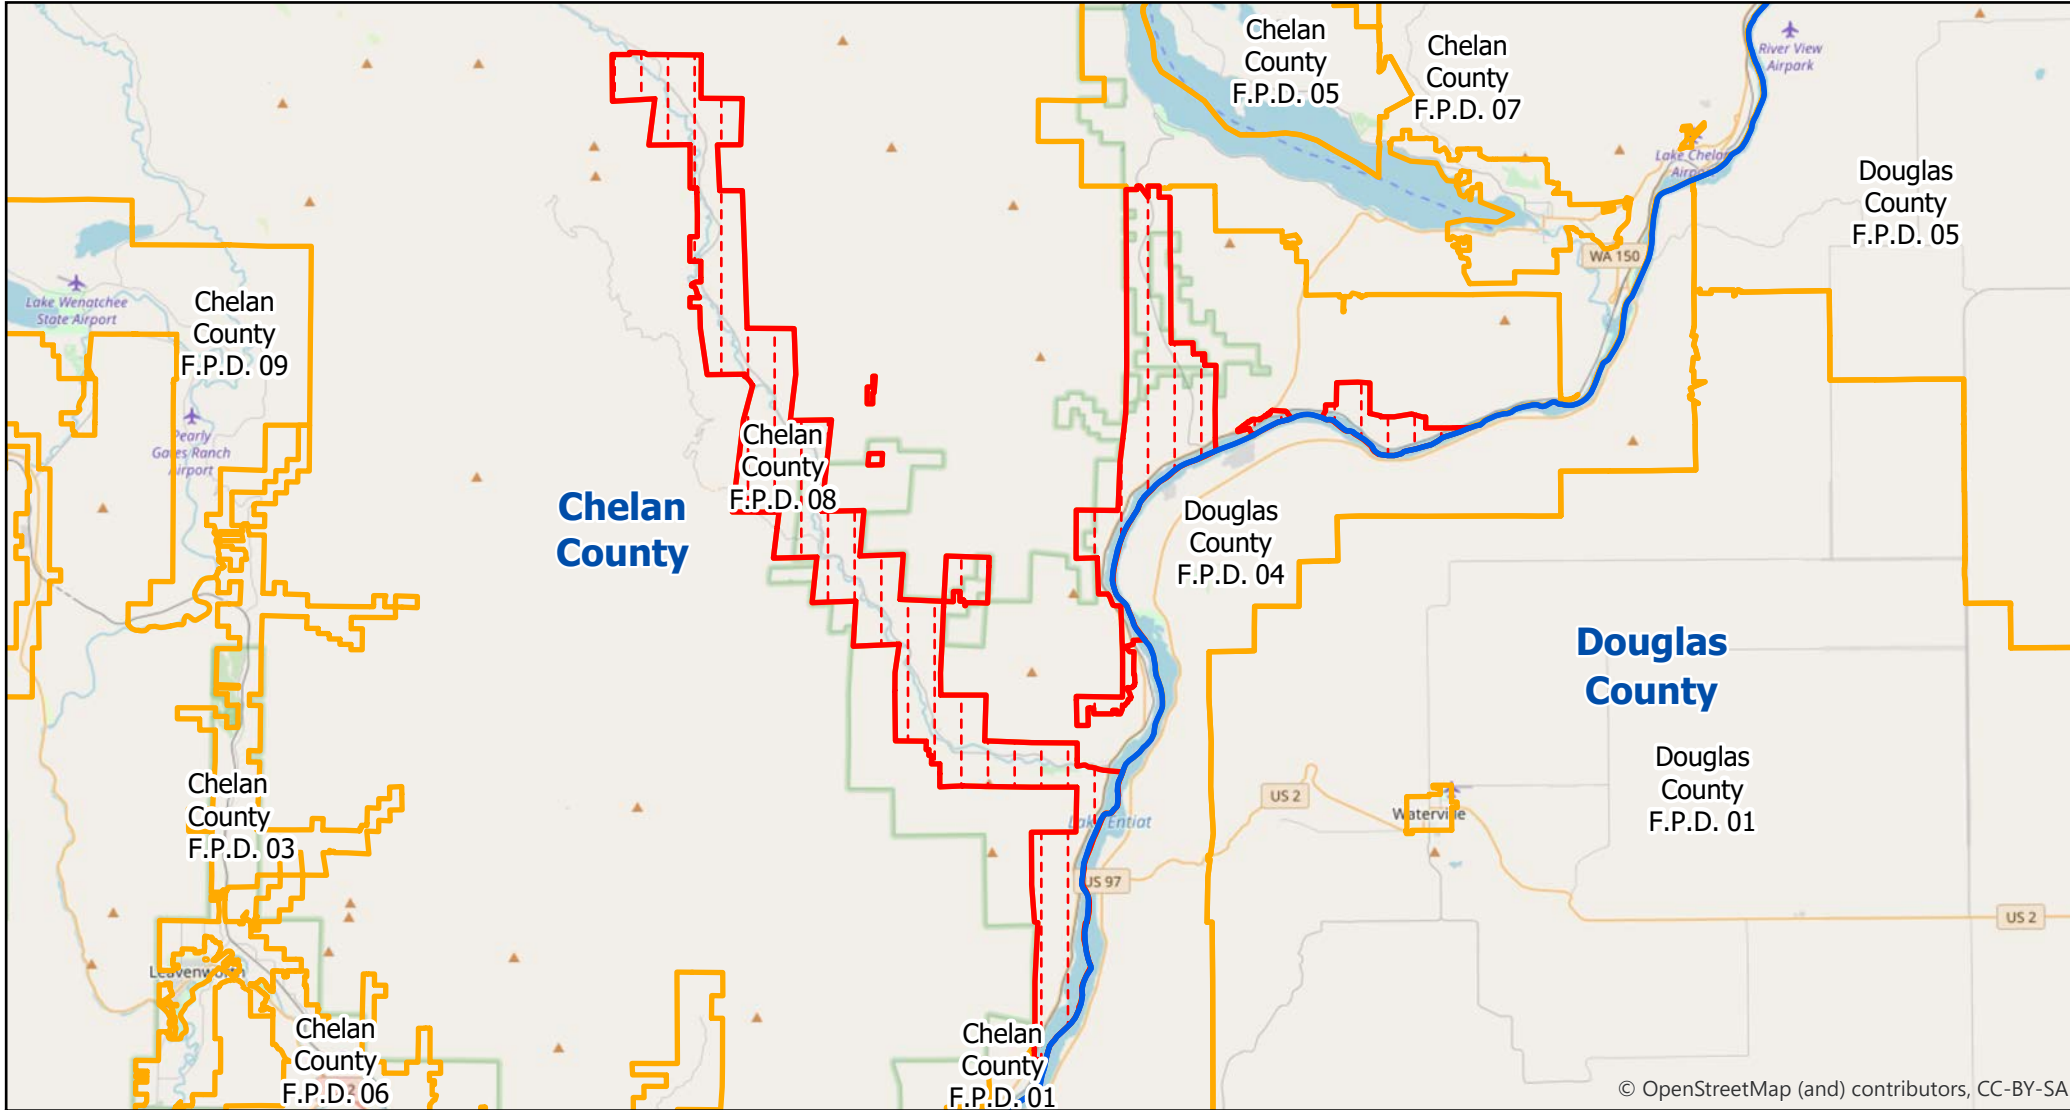 Chelan
County
F.P.D. 05
Chelan
County
F.P.D. 07
River View
Airpark
Lake Chelan
Airport
Douglas
County
F.P.D. 05
WA 150
Lake Wenatchee
State Airport
Chelan
County
F.P.D. 09
Pearly
Gates Ranch
Airport
Chelan
County
F.P.D. 08
Chelan
County
Douglas
County
F.P.D. 04
Douglas
County
Douglas
County
F.P.D. 01
Chelan
County
F.P.D. 03
US 2
Waterville
Lake Entiat
US 97
US 2
Leavenworth
Chelan
County
F.P.D. 06
2
Chelan
County
F.P.D. 01
© OpenStreetMap (and) contributors, CC-BY-SA